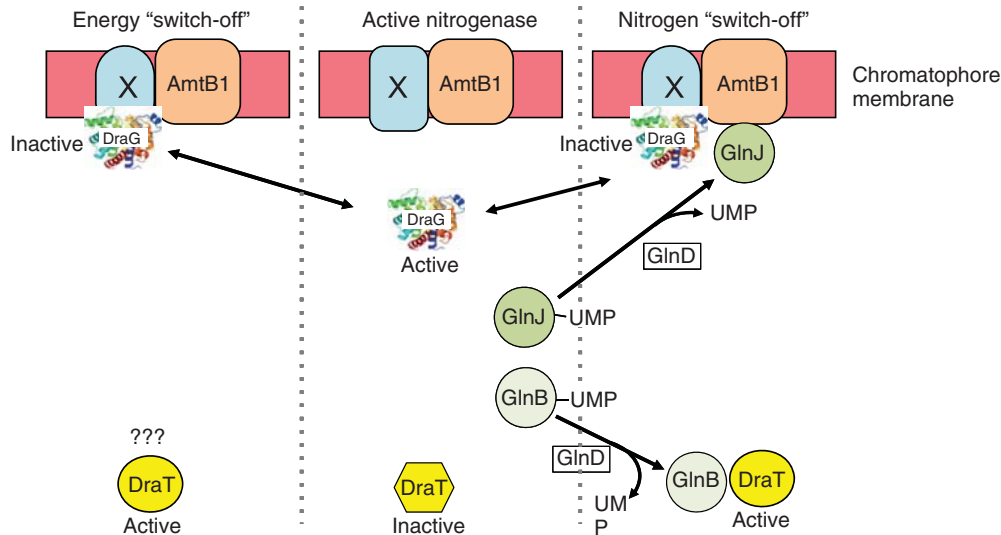 Energy “switch-off”
Active nitrogenase
Nitrogen “switch-off”
X
AmtB1
X
AmtB1
X
AmtB1
Chromatophore
membrane
Inactive
DraG
Inactive
DraG
GlnJ
DraG
Active
UMP
GlnD
GlnJ
UMP
GlnB
UMP
GlnD
???
DraT
Active
DraT
Inactive
UM
P
GlnB
DraT
Active